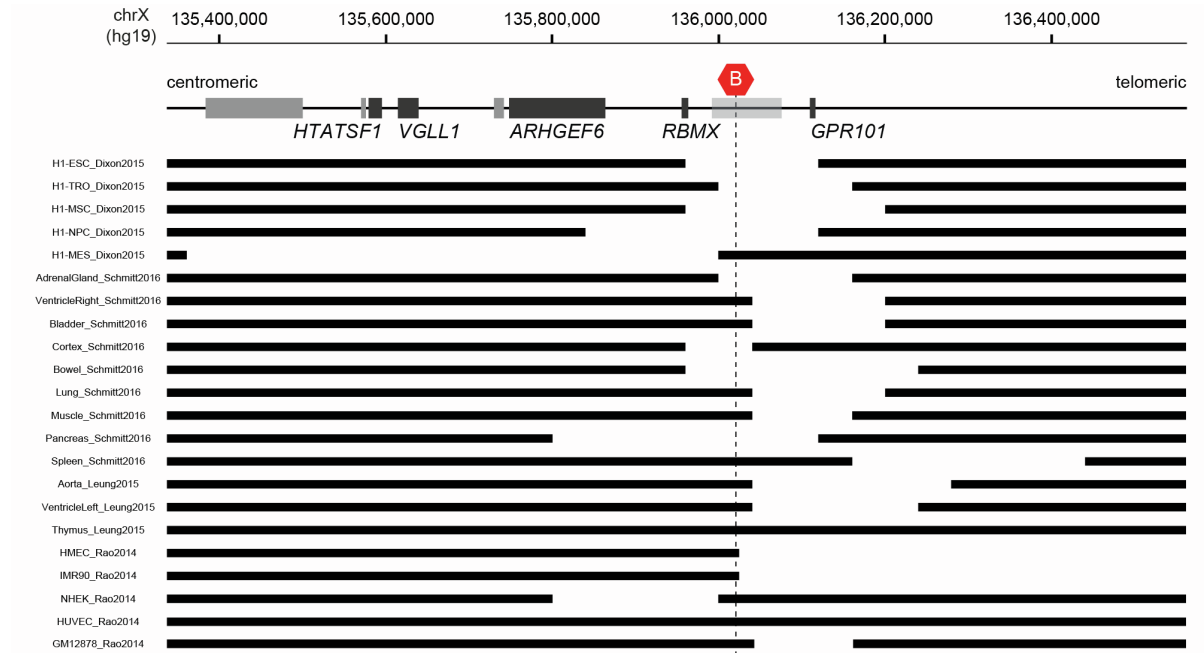 chrX 135,400,000 135,600,000 135,800,000 136,000,000 136,200,000 136,400,000
(hg19)
B
centromeric telomeric
HTATSF1 VGLL1 ARHGEF6 RBMX GPR101
H1-ESC_Dixon2015
H1-TRO_Dixon2015
H1-MSC_Dixon2015
H1-NPC_Dixon2015
H1-MES_Dixon2015
AdrenalGland_Schmitt2016
VentricleRight_Schmitt2016
Bladder_Schmitt2016
Cortex_Schmitt2016
Bowel_Schmitt2016
Lung_Schmitt2016
Muscle_Schmitt2016
Pancreas_Schmitt2016
Spleen_Schmitt2016
Aorta_Leung2015
VentricleLeft_Leung2015
Thymus_Leung2015
HMEC_Rao2014
IMR90_Rao2014
NHEK_Rao2014
HUVEC_Rao2014
GM12878_Rao2014